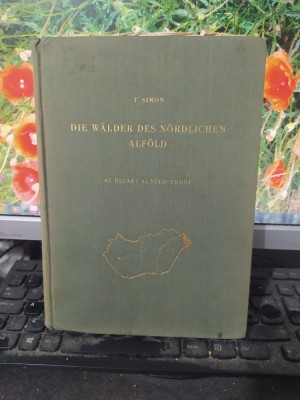 T. SIMON
DIE WÄLDER DES NÖRDLICHEN
ALFÖLD
AZ ÉSZAKI ALFÖLD ERDŐI